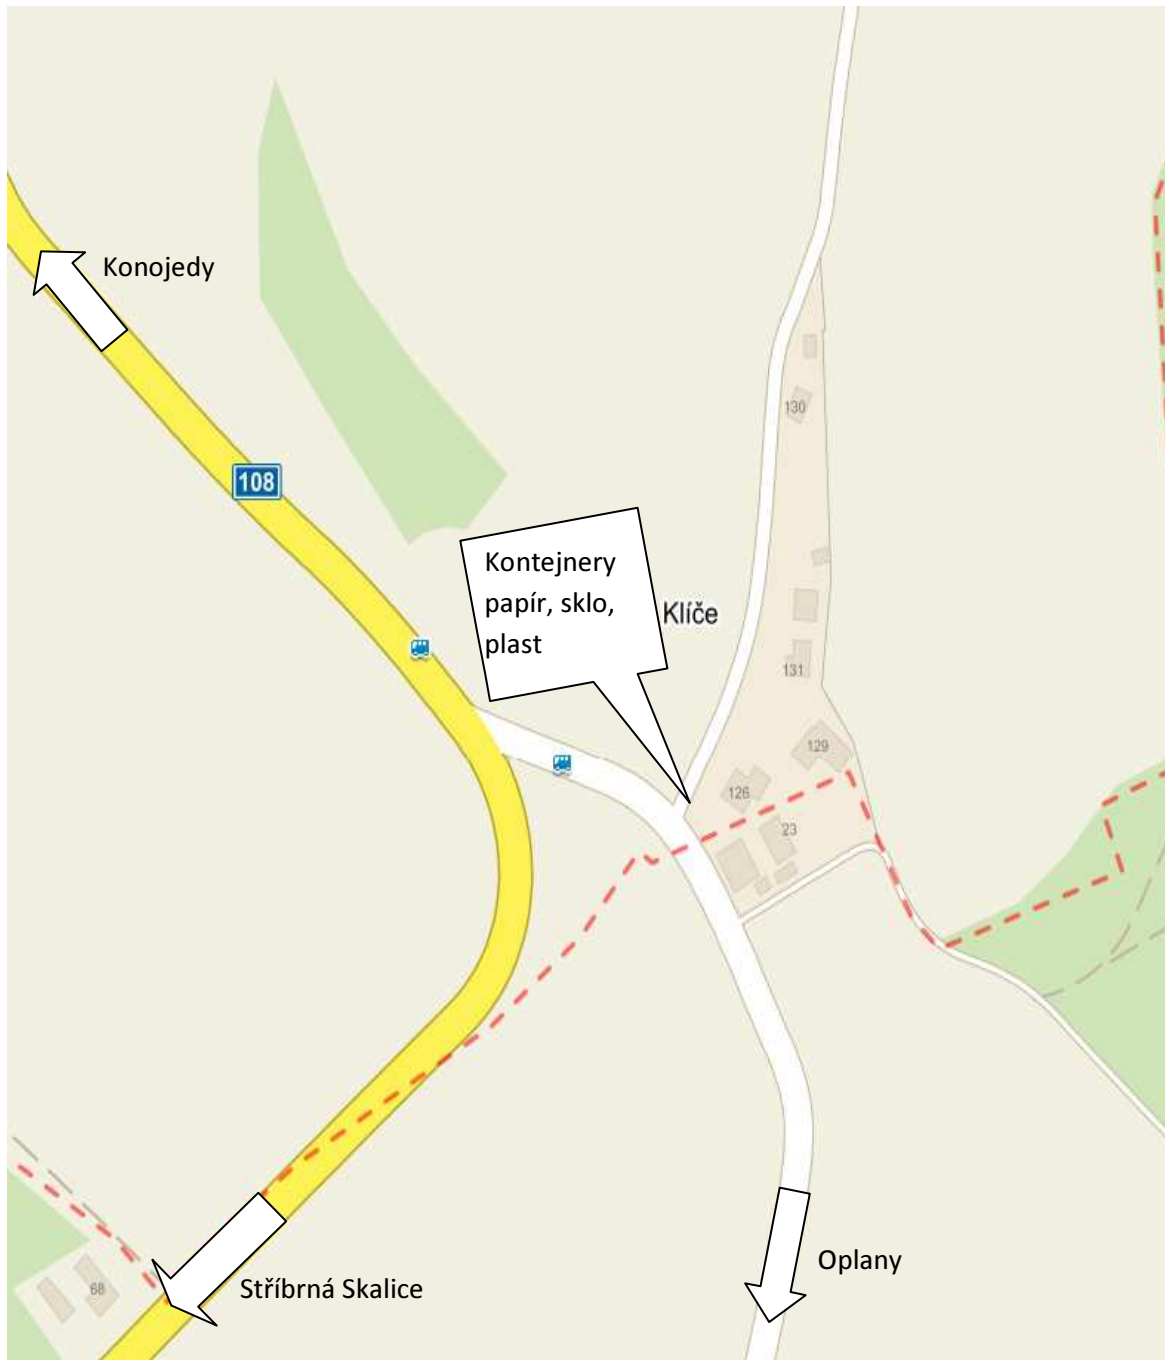 Konojedy
130
108
Kontejnery
papír, sklo,
plast
Klíče
131
129
126
23
Oplany
68
Stříbrná Skalice